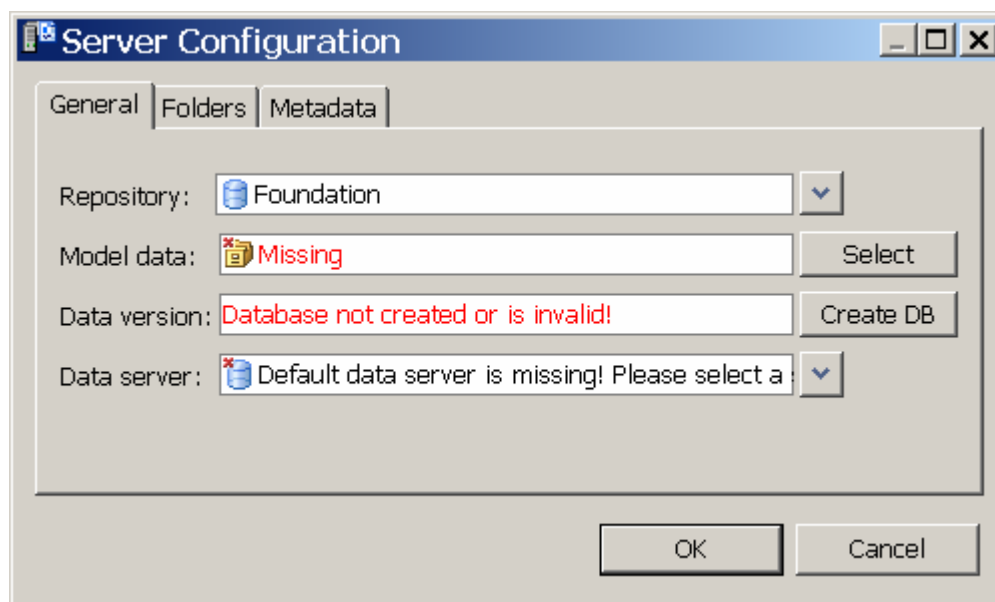 Server Configuration
General Folders Metadata
Repository: Foundation
Model data: Missing Select
Data version: Database not created or is invalid! Create DB
Data server: Default data server is missing! Please select a
OK Cancel